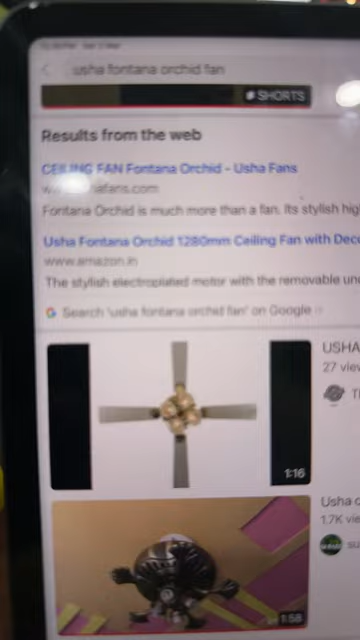 usha fontana orchid fan
SHORTS
Results from the web
CEILING FAN Fontana Orchid - Usha Fans
Fontana Orchid is much more than a fan. Its stylish hig
Usha Fontana Orchid 1280mm Ceiling Fan with Deco
www.amazon.in
The stylish electroplated motor with the removable un
Search 'usha fontana orchid fan' on Google
USHA
27 view
1:16
Usha
1.7K vie
1:58